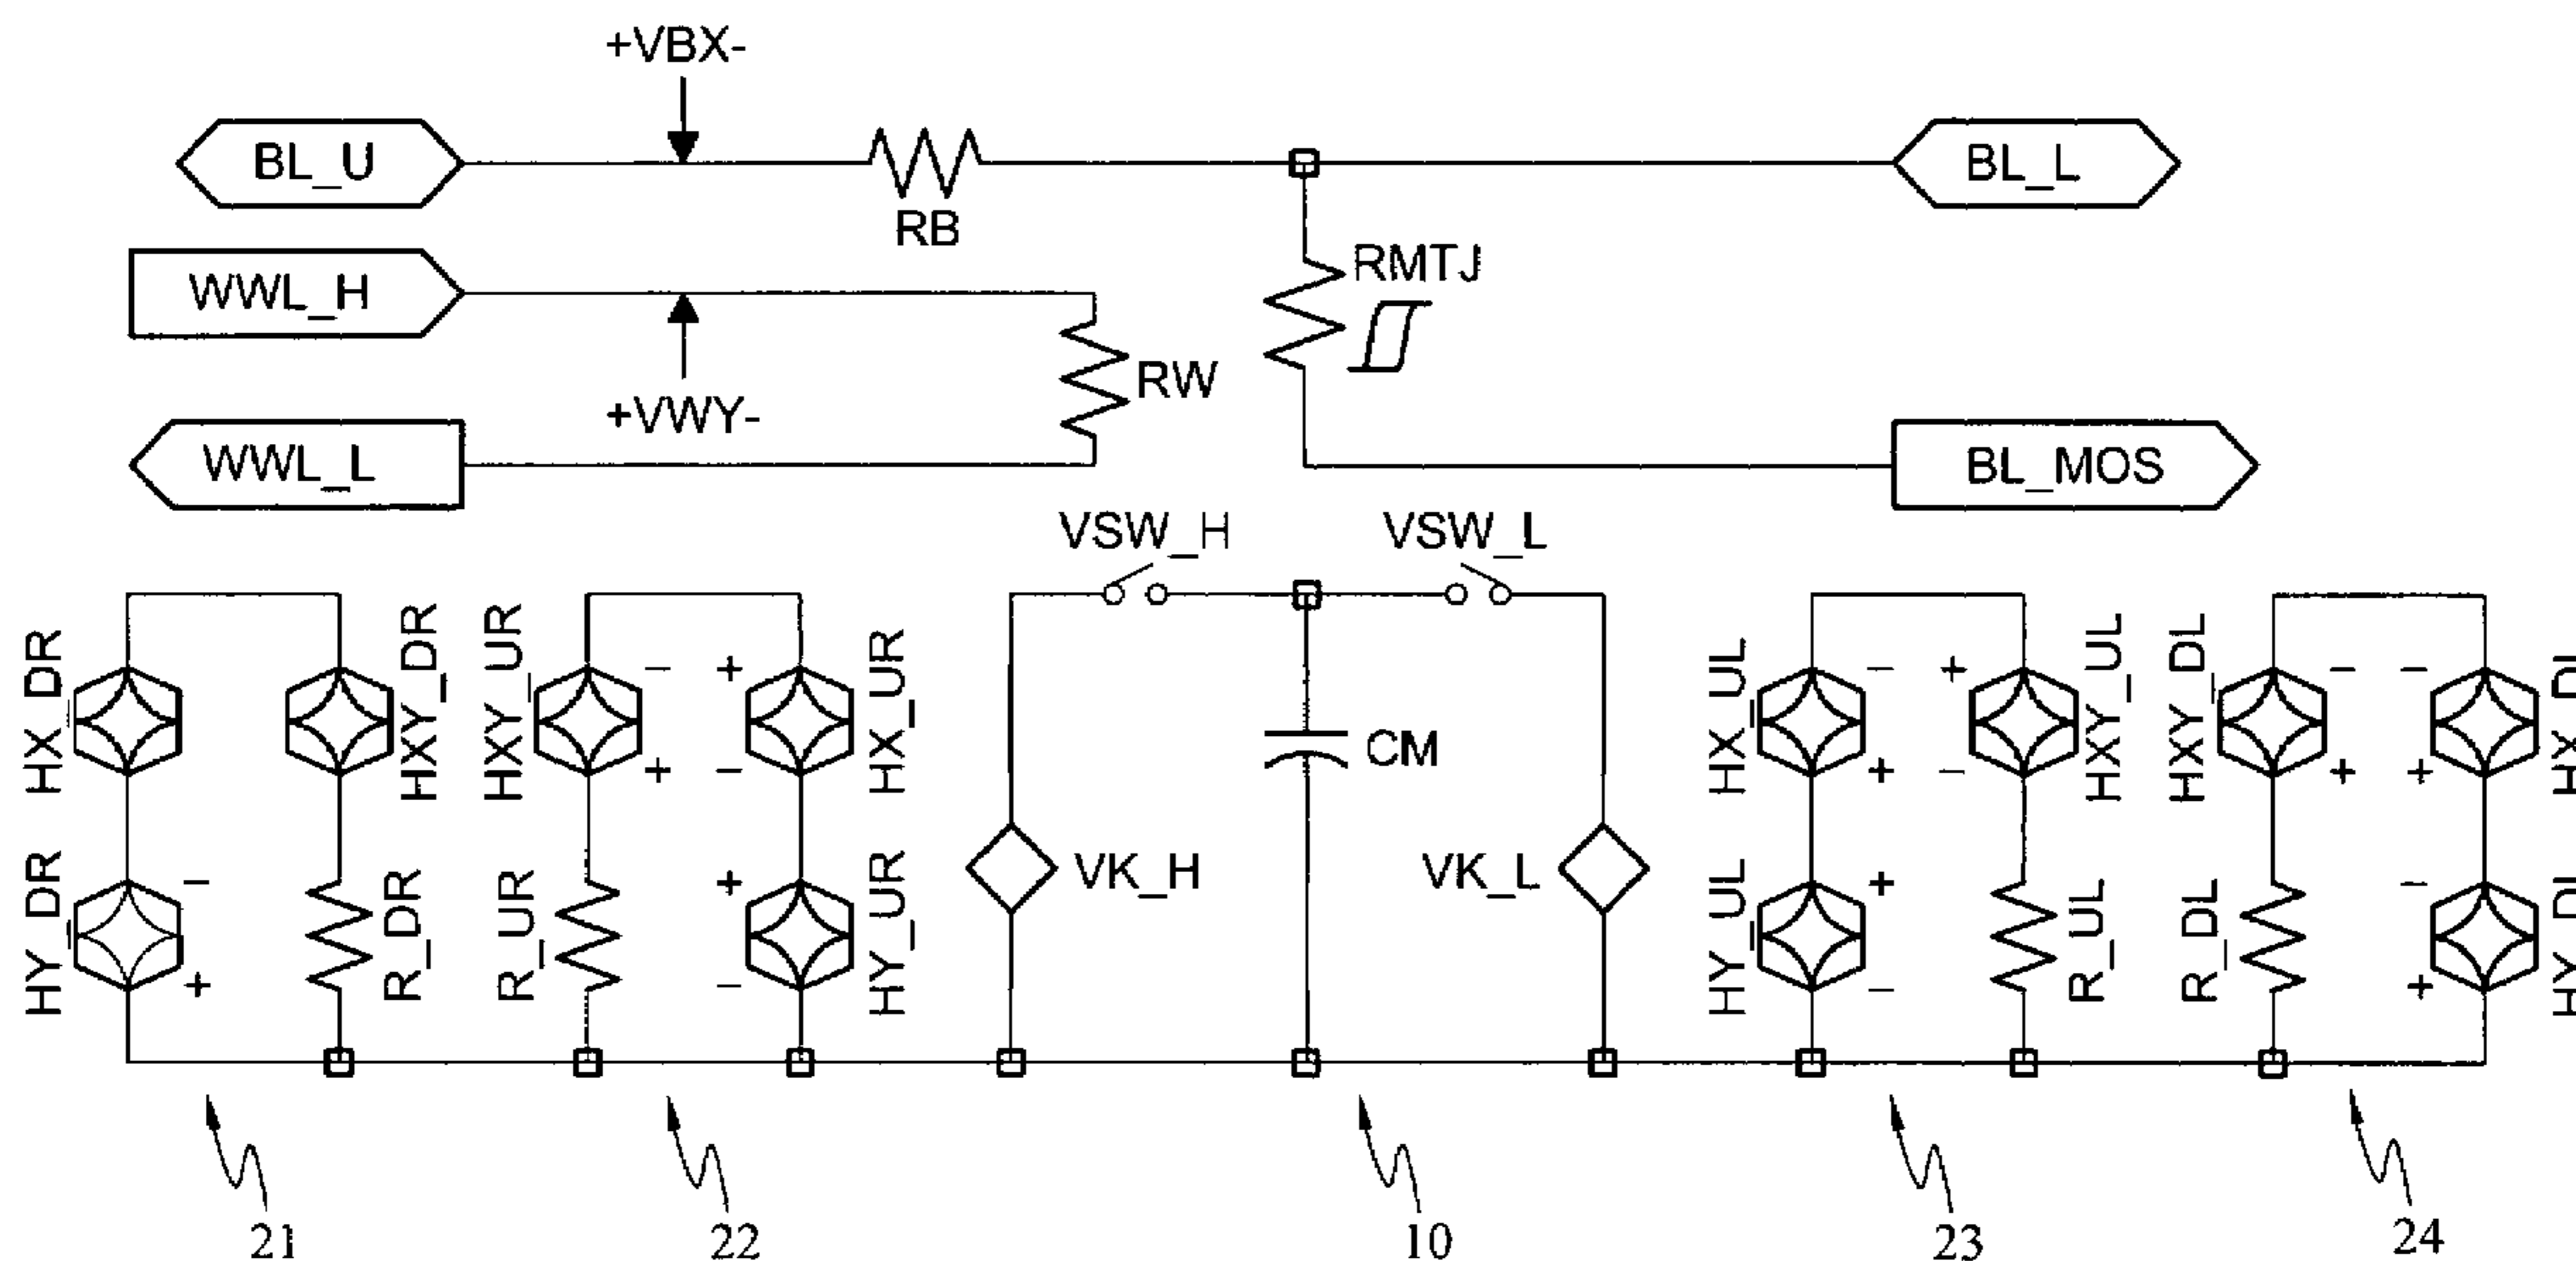 +VBX-
BL_U
BL_L
RB
RMTJ
WWL_H
RW
+VWY-
WWL_L
BL_MOS
VSW_H
VSW_L
HX_DR
HXY_DR
HXY_UR
- +
HX_UR
- +
HX_UL
- +
HXY_UL
HXY_DL
- -
+ -
CM
+ -
+ +
HY_DR
-
R_DR
R_UR
+
HY_UR
VK_H
VK_L
HY_UL
+
R_UL
R_DL
-
+
-
-
+
21
22
10
23
24